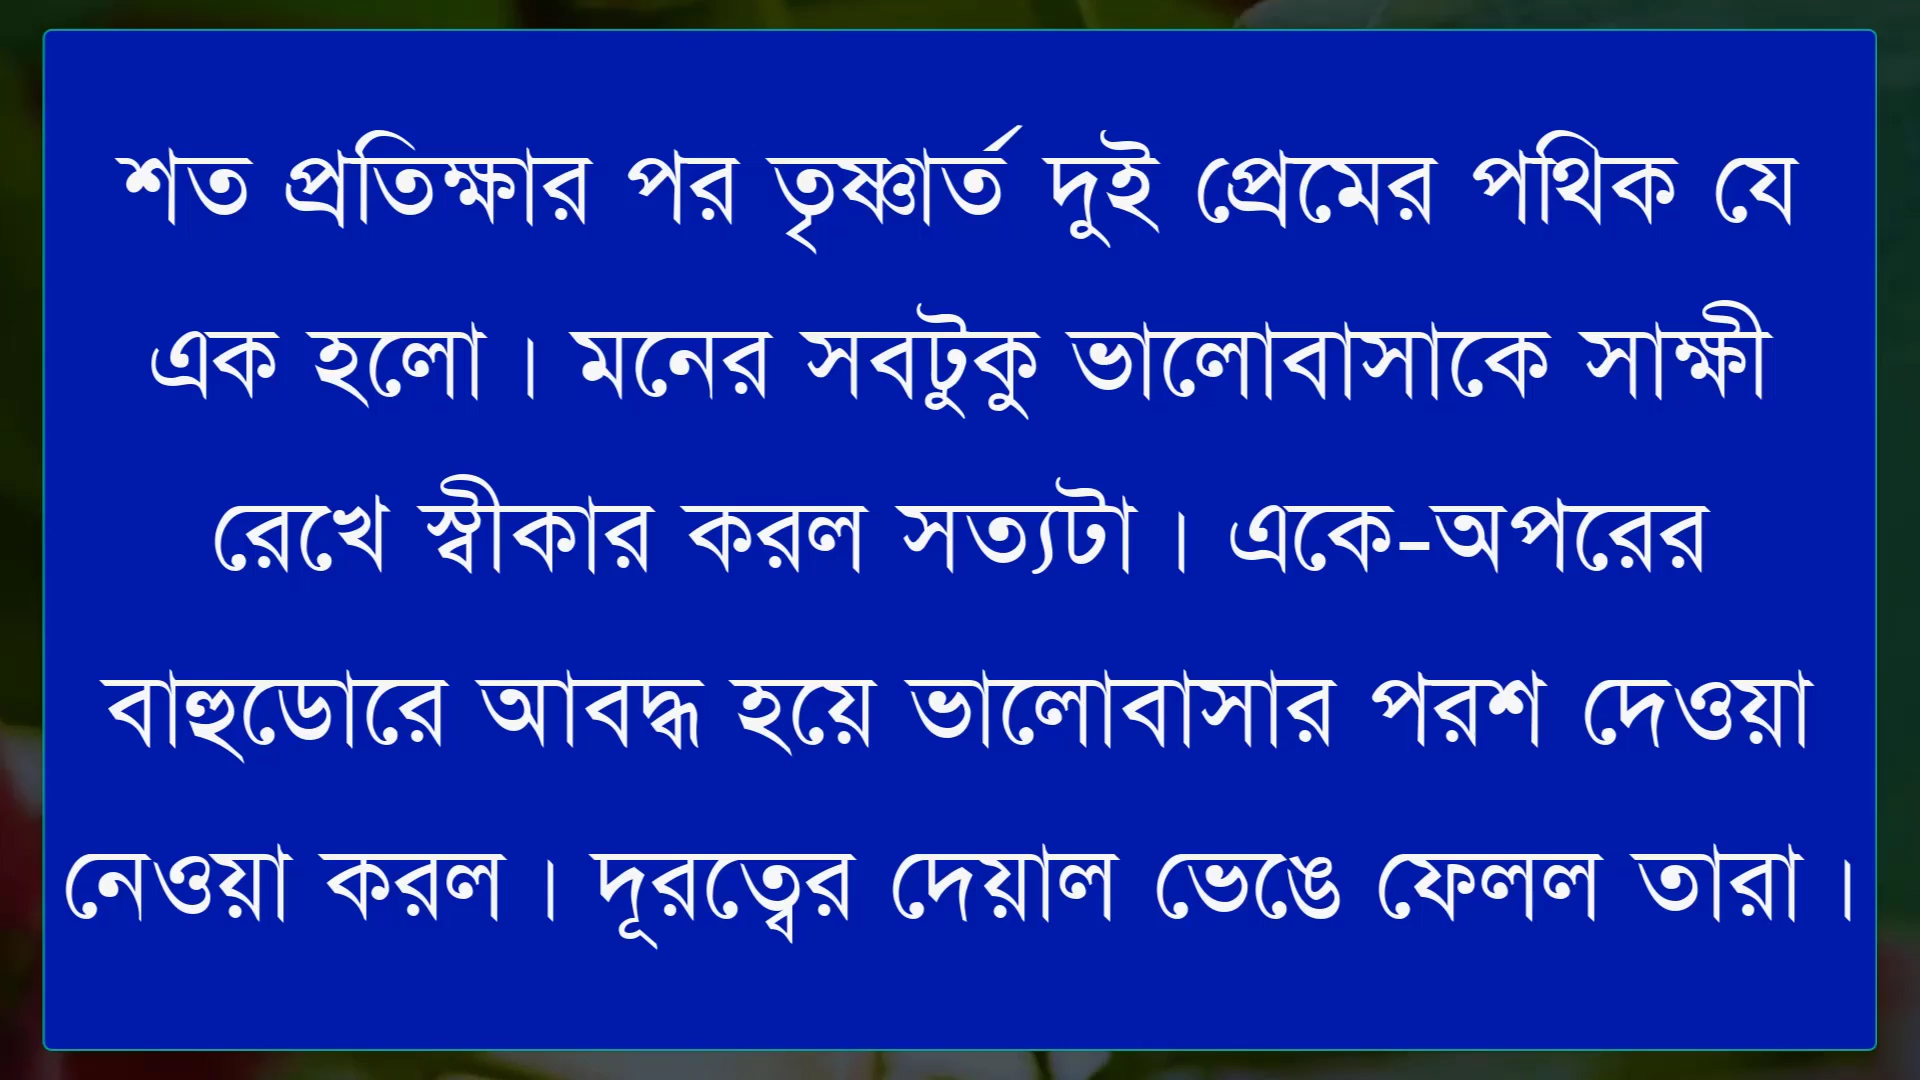 শত প্রতিক্ষার পর তৃষ্ণার্ত দুই প্রেমের পথিক যে
এক হলো। মনের সবটুকু ভালোবাসাকে সাক্ষী
রেখে স্বীকার করল সত্যটা। একে-অপরের
বাহুডোরে আবদ্ধ হয়ে ভালোবাসার পরশ দেওয়া
নেওয়া করল। দূরত্বের দেয়াল ভেঙে ফেলল তারা।